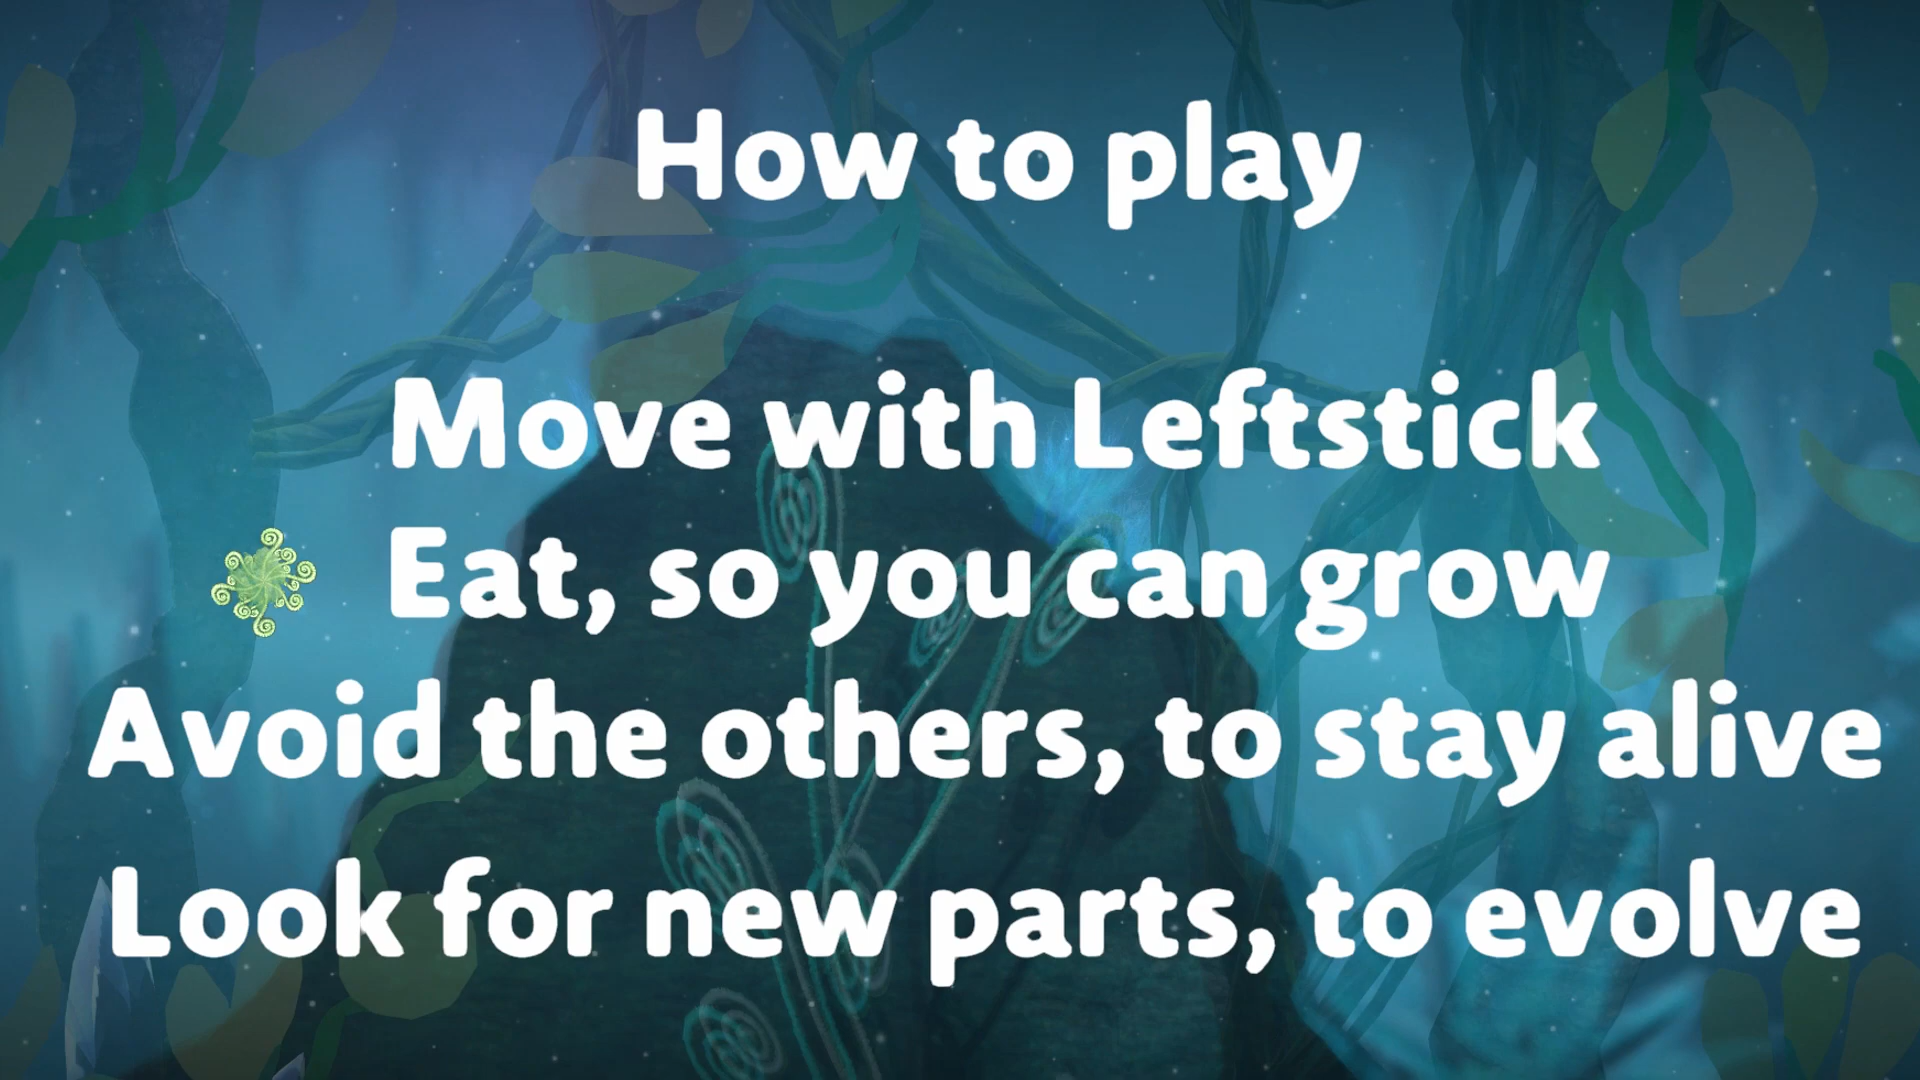 How to play
Move with Leftstick
Eat, so you can grow
Avoid the others, to stay alive
Look for new parts, to evolve